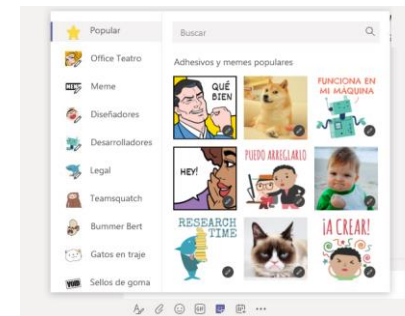 Popular
Office Teatro
Meme
Diseñadores
Desarrolladores
Legal
Teamsquatch
Bummer Bert
Gatos en traje
Sellos de goma
Buscar
Adhesivos y memes populares
QUÉ
BIEN
FUNCIONA EN
MI MÁQUINA
HEY!
PUEDO ARREGLARLO
RESEARCH
TIME
¡A CREAR!